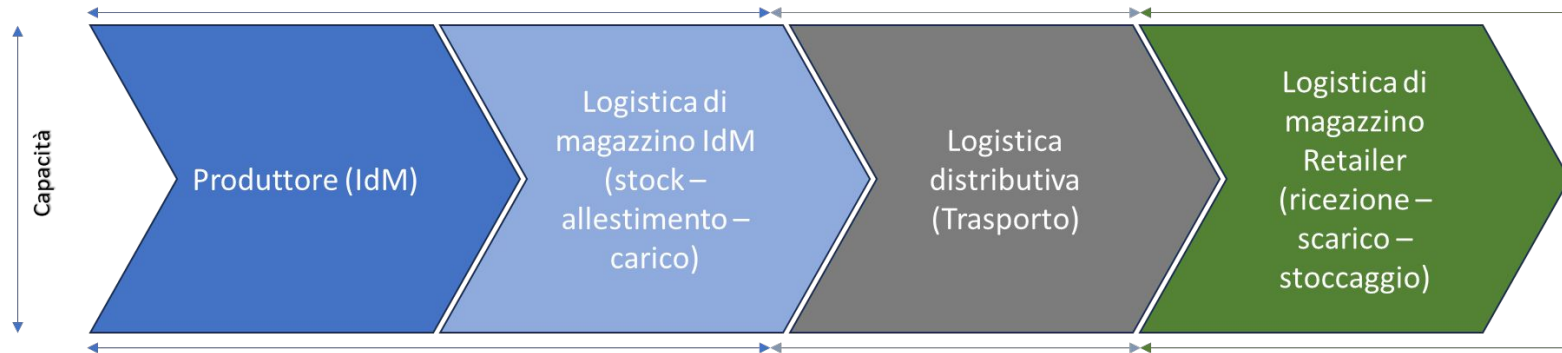 Capacità
Produttore (IdM)
Logistica di
magazzino IdM
(stock –
allestimento –
carico)
Logistica
distributiva
(Trasporto)
Logistica di
magazzino
Retailer
(ricezione –
scarico –
stoccaggio)